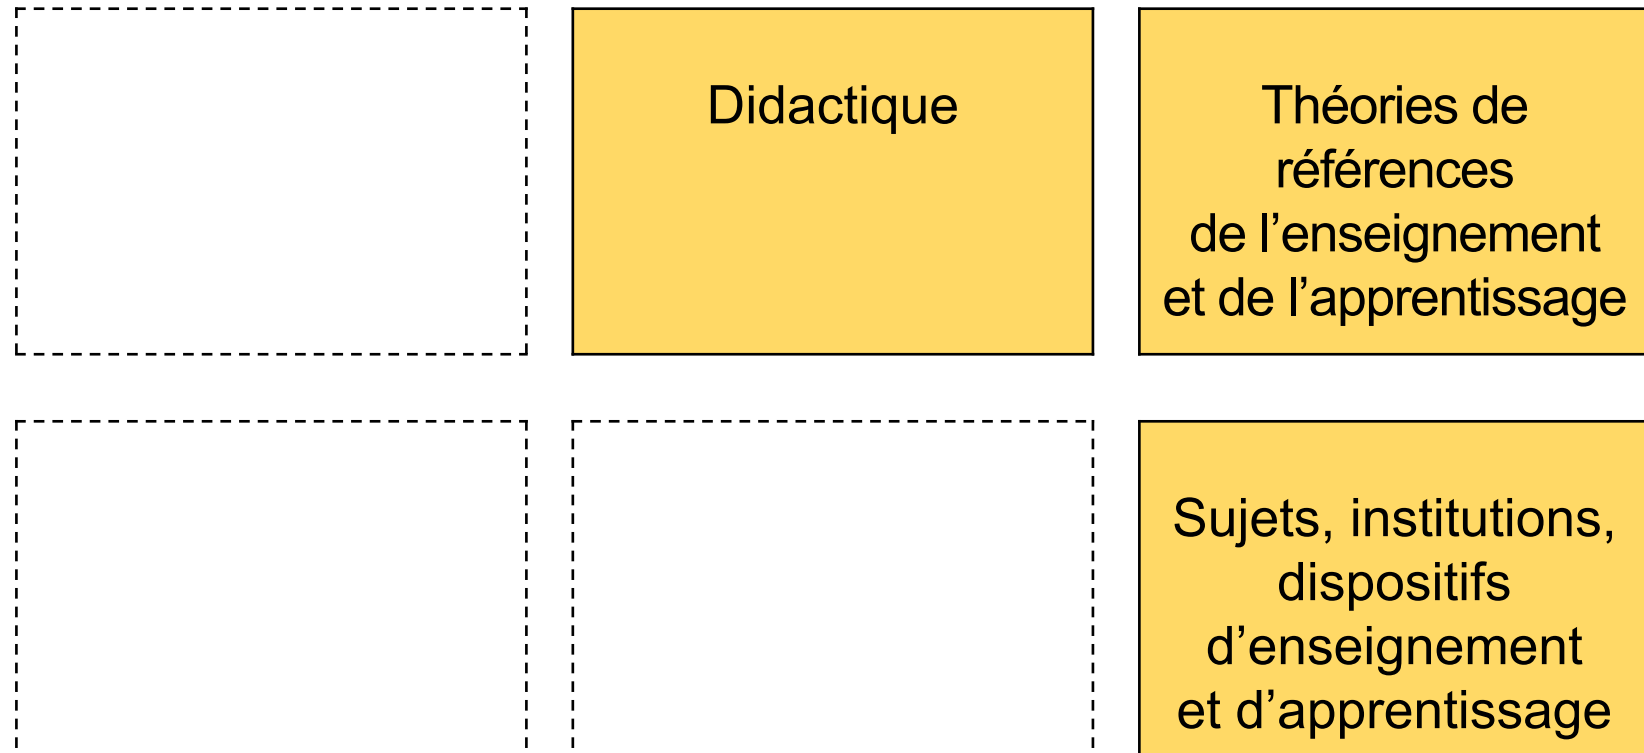 Didactique
Théories de
références
de l’enseignement
et de l’apprentissage
Sujets, institutions,
dispositifs
d’enseignement
et d’apprentissage